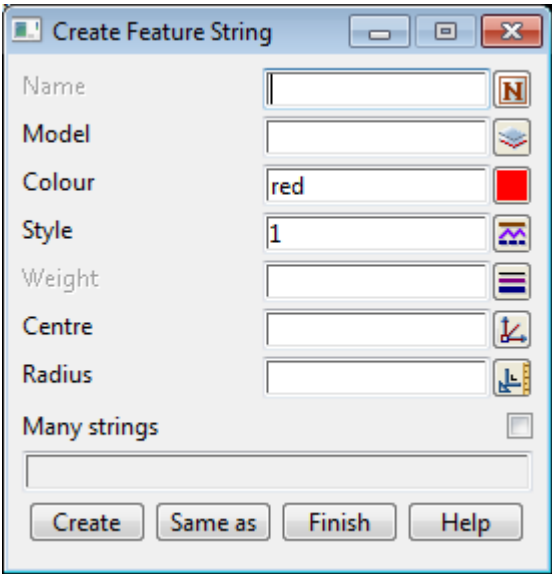 Create Feature String
Name N
Model
Colour red
Style 1
Weight
Centre
Radius
Many strings
Create Same as Finish Help